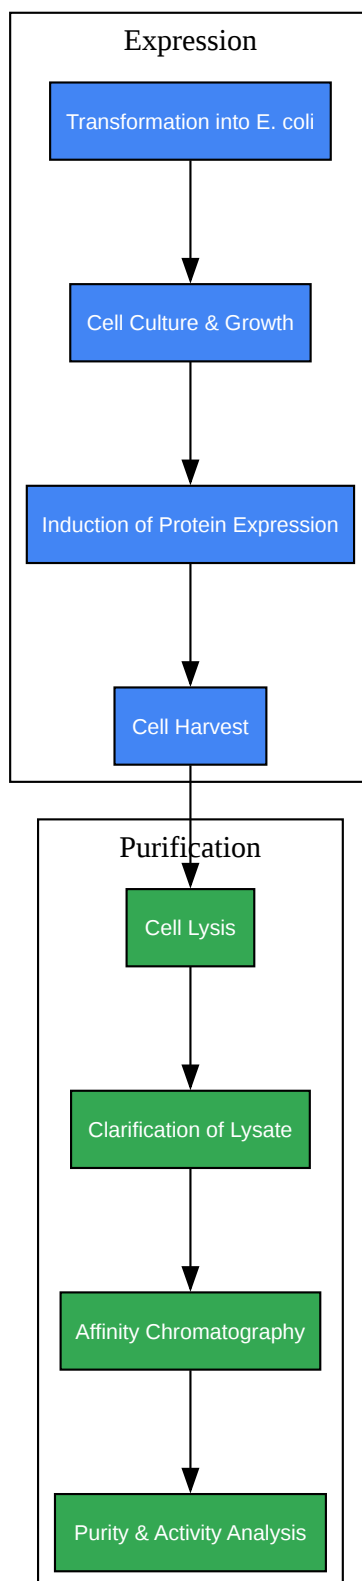 Expression
Transformation into E. coli
Cell Culture & Growth
Induction of Protein Expression
Cell Harvest
Purification
Cell Lysis
Clarification of Lysate
Affinity Chromatography
Purity & Activity Analysis